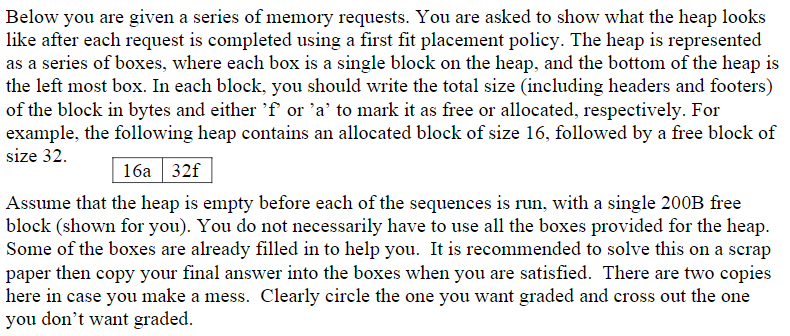 Below you are given a series of memory requests. You are asked to show what the heap looks
like after each request is completed using a first fit placement policy. The heap is represented
as a series of boxes, where each box is a single block on the heap, and the bottom of the heap is
the left most box. In each block, you should write the total size (including headers and footers)
of the block in bytes and either ’f’ or ’a’ to mark it as free or allocated, respectively. For
example, the following heap contains an allocated block of size 16, followed by a free block of
size 32.
16a 32f
Assume that the heap is empty before each of the sequences is run, with a single 200B free
block (shown for you). You do not necessarily have to use all the boxes provided for the heap.
Some of the boxes are already filled in to help you.  It is recommended to solve this on a scrap
paper then copy your final answer into the boxes when you are satisfied.  There are two copies
here in case you make a mess.  Clearly circle the one you want graded and cross out the one
you don’t want graded.